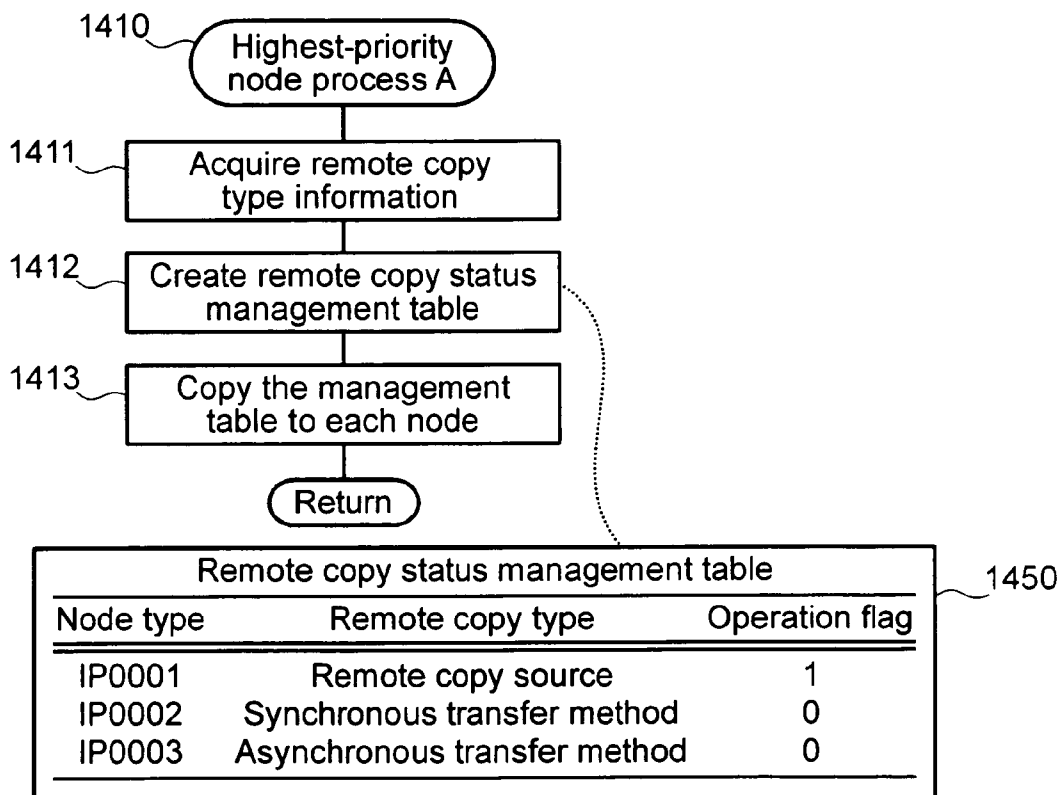 1410
Highest-priority
node process A
1411
Acquire remote copy
type information
1412
Create remote copy status
management table
1413
Copy the management
table to each node
Return
Remote copy status management table
1450
Node type Remote copy type Operation flag
IP0001 Remote copy source 1
IP0002 Synchronous transfer method 0
IP0003 Asynchronous transfer method 0